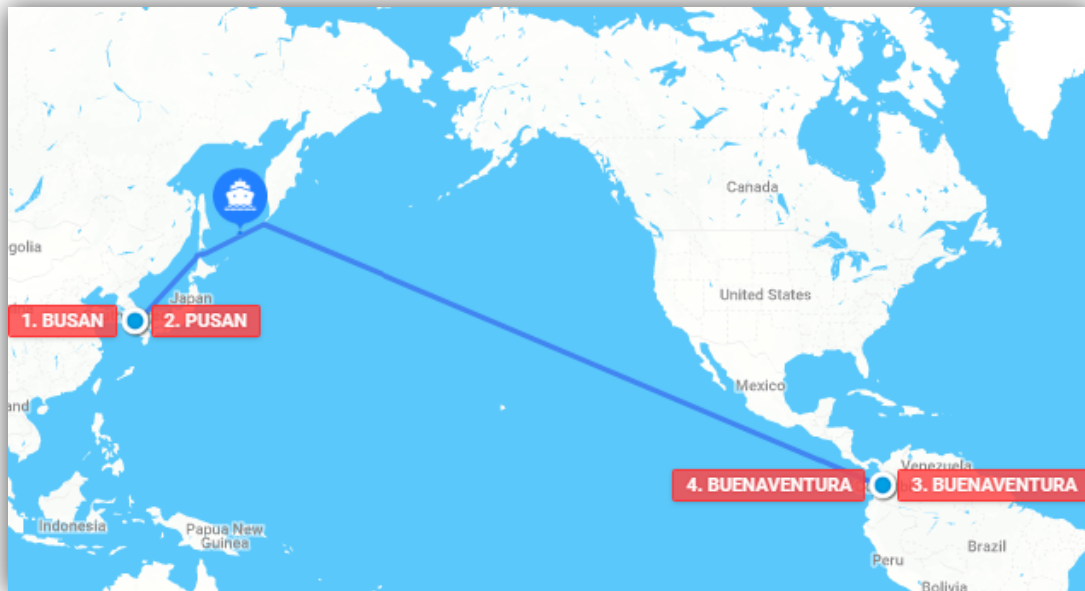 Canada
golia
United States
Japan
1. BUSAN
2. PUSAN
Mexico
and
Venezuela
4. BUENAVENTURA
3. BUENAVENTURA
Indonesia
Papua New
Guinea
Brazil
Peru
Bolivia